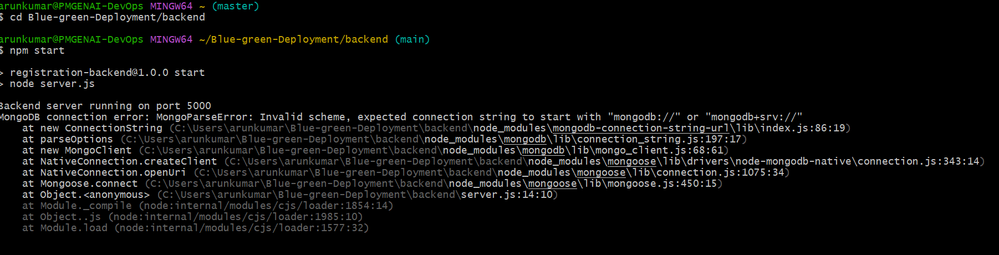 arunkumar@PMGENAI-DevOps MINGW64 ~ (master)
$ cd Blue-green-Deployment/backend
arunkumar@PMGENAI-DevOps MINGW64 ~/Blue-green-Deployment/backend (main)
$ npm start
> registration-backend@1.0.0 start
> node server.js
Backend server running on port 5000
MongoDB connection error: MongoParseError: Invalid scheme, expected connection string to start with "mongodb://" or "mongodb+srv://"
    at new ConnectionString (C:\Users\arunkumar\Blue-green-Deployment\backend\node_modules\mongodb-connection-string-url\lib\index.js:86:19)
    at parseOptions (C:\Users\arunkumar\Blue-green-Deployment\backend\node_modules\mongodb\lib\connection_string.js:197:17)
    at new MongoClient (C:\Users\arunkumar\Blue-green-Deployment\backend\node_modules\mongodb\lib\mongo_client.js:68:61)
    at NativeConnection.createClient (C:\Users\arunkumar\Blue-green-Deployment\backend\node_modules\mongoose\lib\drivers\node-mongodb-native\connection.js:343:14)
    at NativeConnection.openUri (C:\Users\arunkumar\Blue-green-Deployment\backend\node_modules\mongoose\lib\connection.js:1075:34)
    at Mongoose.connect (C:\Users\arunkumar\Blue-green-Deployment\backend\node_modules\mongoose\lib\mongoose.js:450:15)
    at Object.<anonymous> (C:\Users\arunkumar\Blue-green-Deployment\backend\server.js:14:10)
    at Module._compile (node:internal/modules/cjs/loader:1854:14)
    at Object..js (node:internal/modules/cjs/loader:1985:10)
    at Module.load (node:internal/modules/cjs/loader:1577:32)